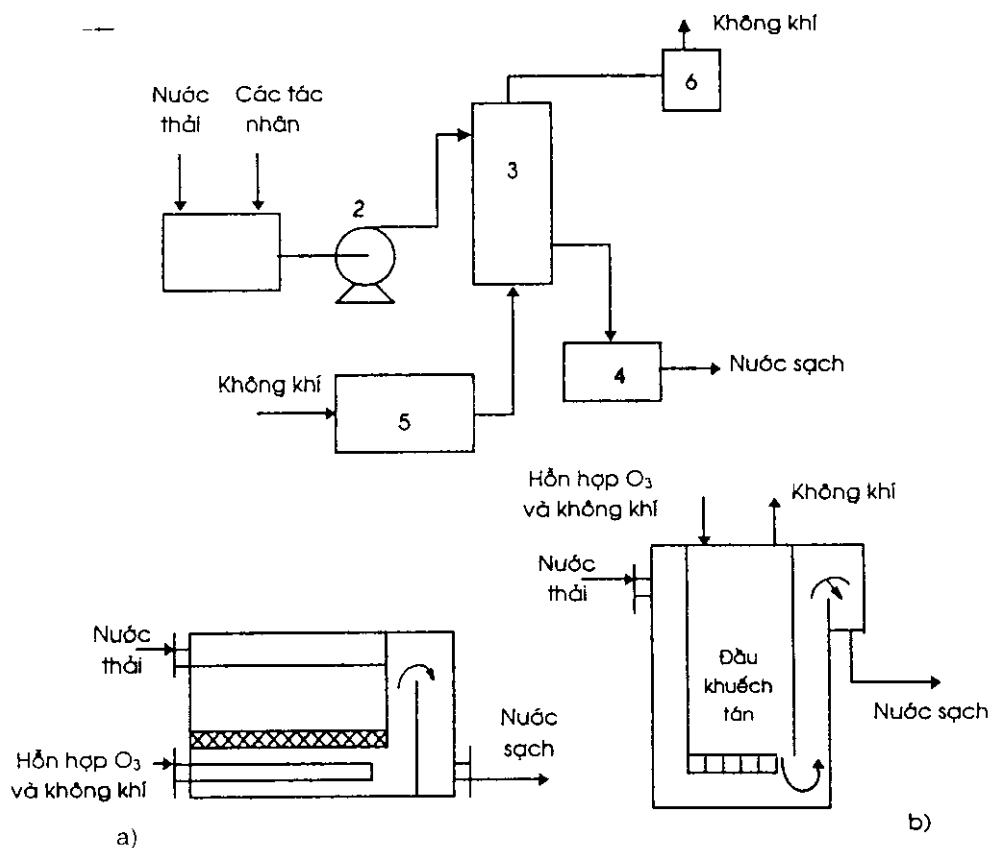 Không khí
6
Nước
thải
Các tác
nhân
2
3
Không khí
5
4
Nước sạch
Hỗn hợp O₃
và không khí
Không khí
Nước
thải
Đầu
khuếch
tán
Nước sạch
b)
Nước
thải
Hỗn hợp O₃
và không khí
Nước
sạch
a)